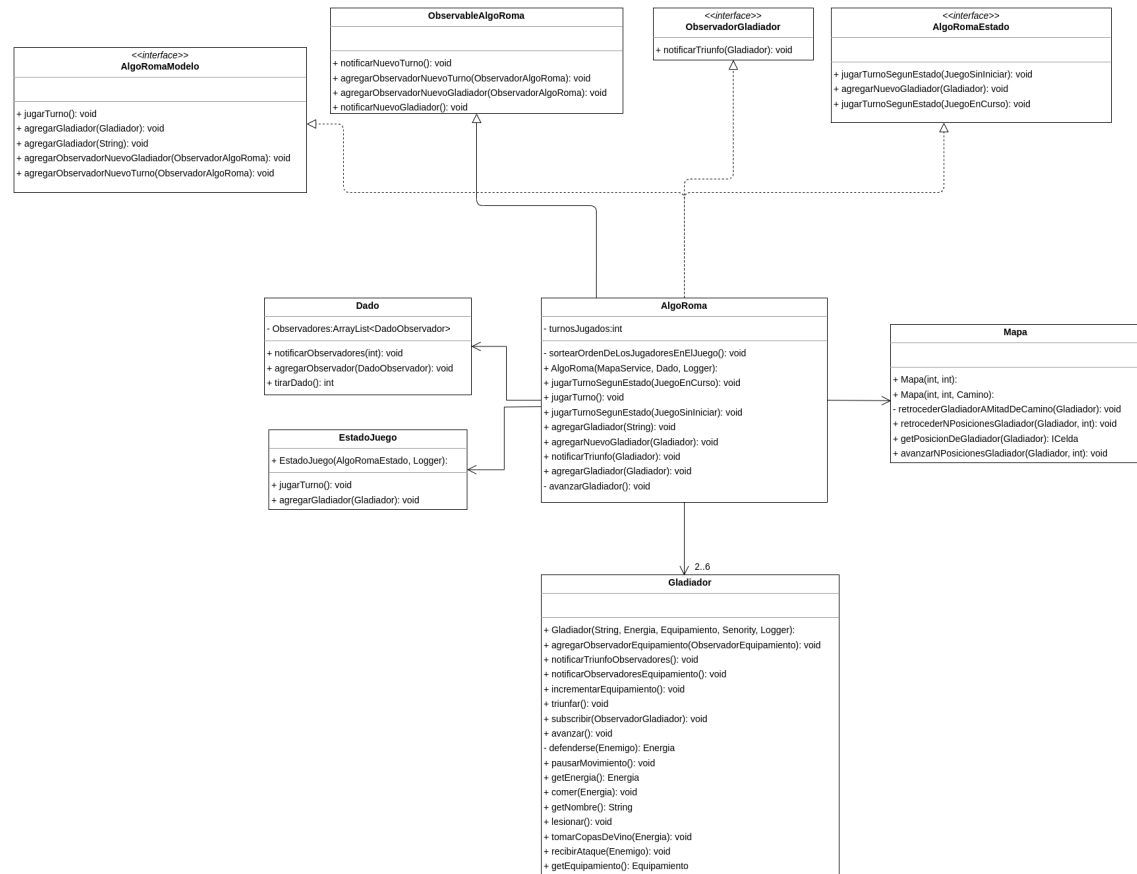 <<interface>>
AlgoRomaModelo
+ jugarTurno(): void
+ agregarGladiador(Gladiador): void
+ agregarGladiador(String): void
+ agregarObservadorNuevoGladiador(ObservadorAlgoRoma): void
+ agregarObservadorNuevoTurno(ObservadorAlgoRoma): void
ObservableAlgoRoma
+ notificarNuevoTurno(): void
+ agregarObservadorNuevoTurno(ObservadorAlgoRoma): void
+ agregarObservadorNuevoGladiador(ObservadorAlgoRoma): void
+ notificarNuevoGladiador(): void
<<interface>>
ObservadorGladiador
+ notificarTriunfo(Gladiador): void
<<interface>>
AlgoRomaEstado
+ jugarTurnoSegunEstado(JuegoSinIniciar): void
+ agregarNuevoGladiador(Gladiador): void
+ jugarTurnoSegunEstado(JuegoEnCurso): void
Dado
- Observadores:ArrayList<DadoObservador>
+ notificarObservadores(int): void
+ agregarObservador(DadoObservador): void
+ tirarDado(): int
EstadoJuego
+ EstadoJuego(AlgoRomaEstado, Logger):
+ jugarTurno(): void
+ agregarGladiador(Gladiador): void
AlgoRoma
- turnosJugados:int
- sortearOrdenDeLosJugadoresEnElJuego(): void
+ AlgoRoma(MapaService, Dado, Logger):
+ jugarTurnoSegunEstado(JuegoEnCurso): void
+ jugarTurno(): void
+ jugarTurnoSegunEstado(JuegoSinIniciar): void
+ agregarGladiador(String): void
+ agregarNuevoGladiador(Gladiador): void
+ notificarTriunfo(Gladiador): void
+ agregarGladiador(Gladiador): void
- avanzarGladiador(): void
Mapa
+ Mapa(int, int):
+ Mapa(int, int, Camino):
- retrocederGladiadorAMitadDeCamino(Gladiador): void
+ retrocederNPosicionesGladiador(Gladiador, int): void
+ getPosicionDeGladiador(Gladiador): ICelda
+ avanzarNPosicionesGladiador(Gladiador, int): void
2..6
Gladiador
+ Gladiador(String, Energia, Equipamiento, Senority, Logger):
+ agregarObservadorEquipamiento(ObservadorEquipamiento): void
+ notificarTriunfoObservadores(): void
+ notificarObservadoresEquipamiento(): void
+ incrementarEquipamiento(): void
+ triunfar(): void
+ subscribir(ObservadorGladiador): void
+ avanzar(): void
- defenderse(Enemigo): Energia
+ pausarMovimiento(): void
+ getEnergia(): Energia
+ comer(Energia): void
+ getNombre(): String
+ lesionar(): void
+ tomarCopasDeVino(Energia): void
+ recibirAtaque(Enemigo): void
+ getEquipamiento(): Equipamiento